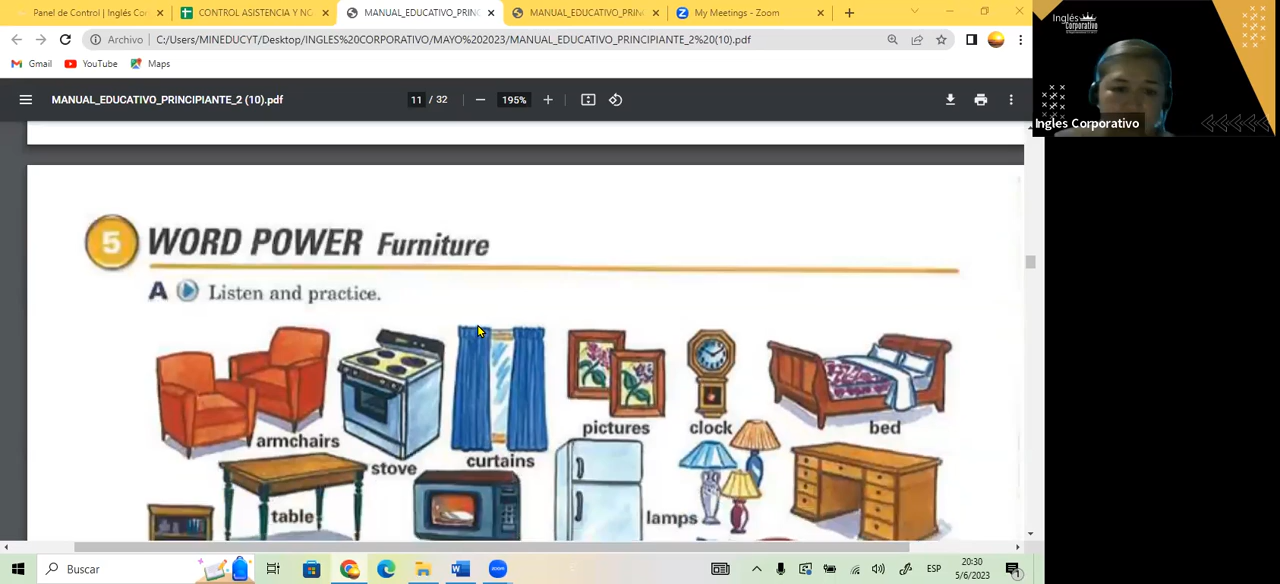 Panel de Control | Inglés Co
CONTROL ASISTENCIA Y NO
MANUAL_EDUCATIVO_PRINC
MANUAL_EDUCATIVO_PRINC
My Meetings - Zoom
Archivo
C:/Users/MINEDUCYT/Desktop/INGLES%20CORPORATIVO/MAYO%202023/MANUAL_EDUCATIVO_PRINCIPIANTE_2%20(10).pdf
Gmail
YouTube
Maps
MANUAL_EDUCATIVO_PRINCIPIANTE_2 (10).pdf
11 / 32
195%
Inglés
Corporativo
Ingles Corporativo
5 WORD POWER Furniture
A Listen and practice.
armchairs
stove
curtains
pictures
clock
bed
table
lamps
Buscar
ESP
20:30
5/6/2023